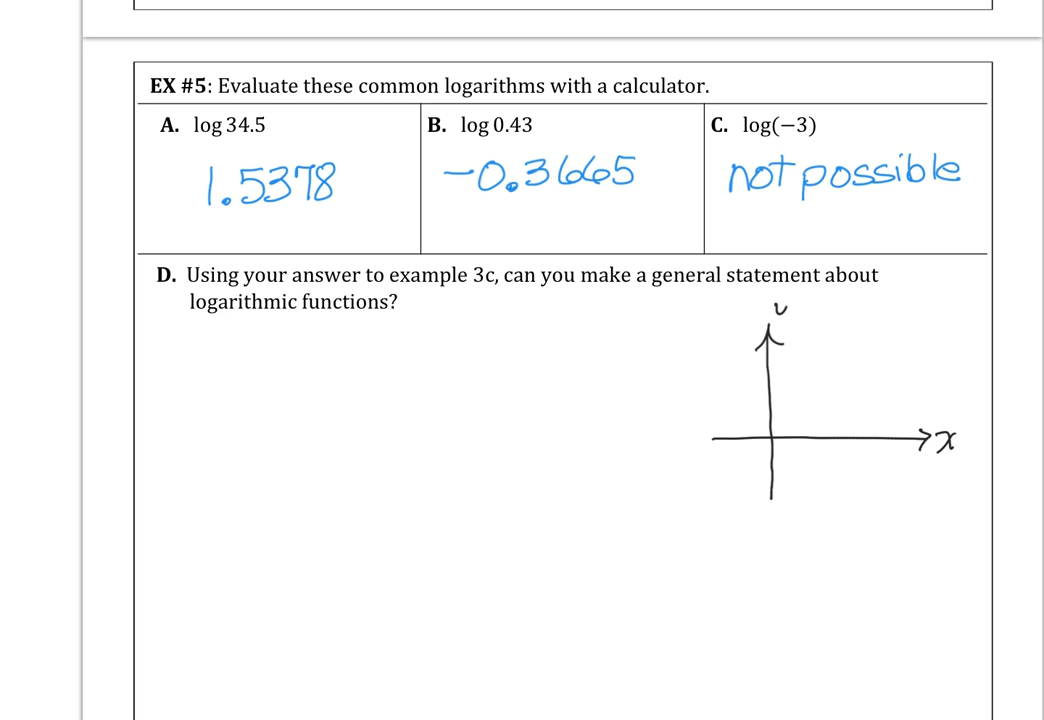 EX #5: Evaluate these common logarithms with a calculator.
A. log 34.5
B. log 0.43
C. log(−3)
1.5378
-0.3665
not possible
D. Using your answer to example 3c, can you make a general statement about
logarithmic functions?
x